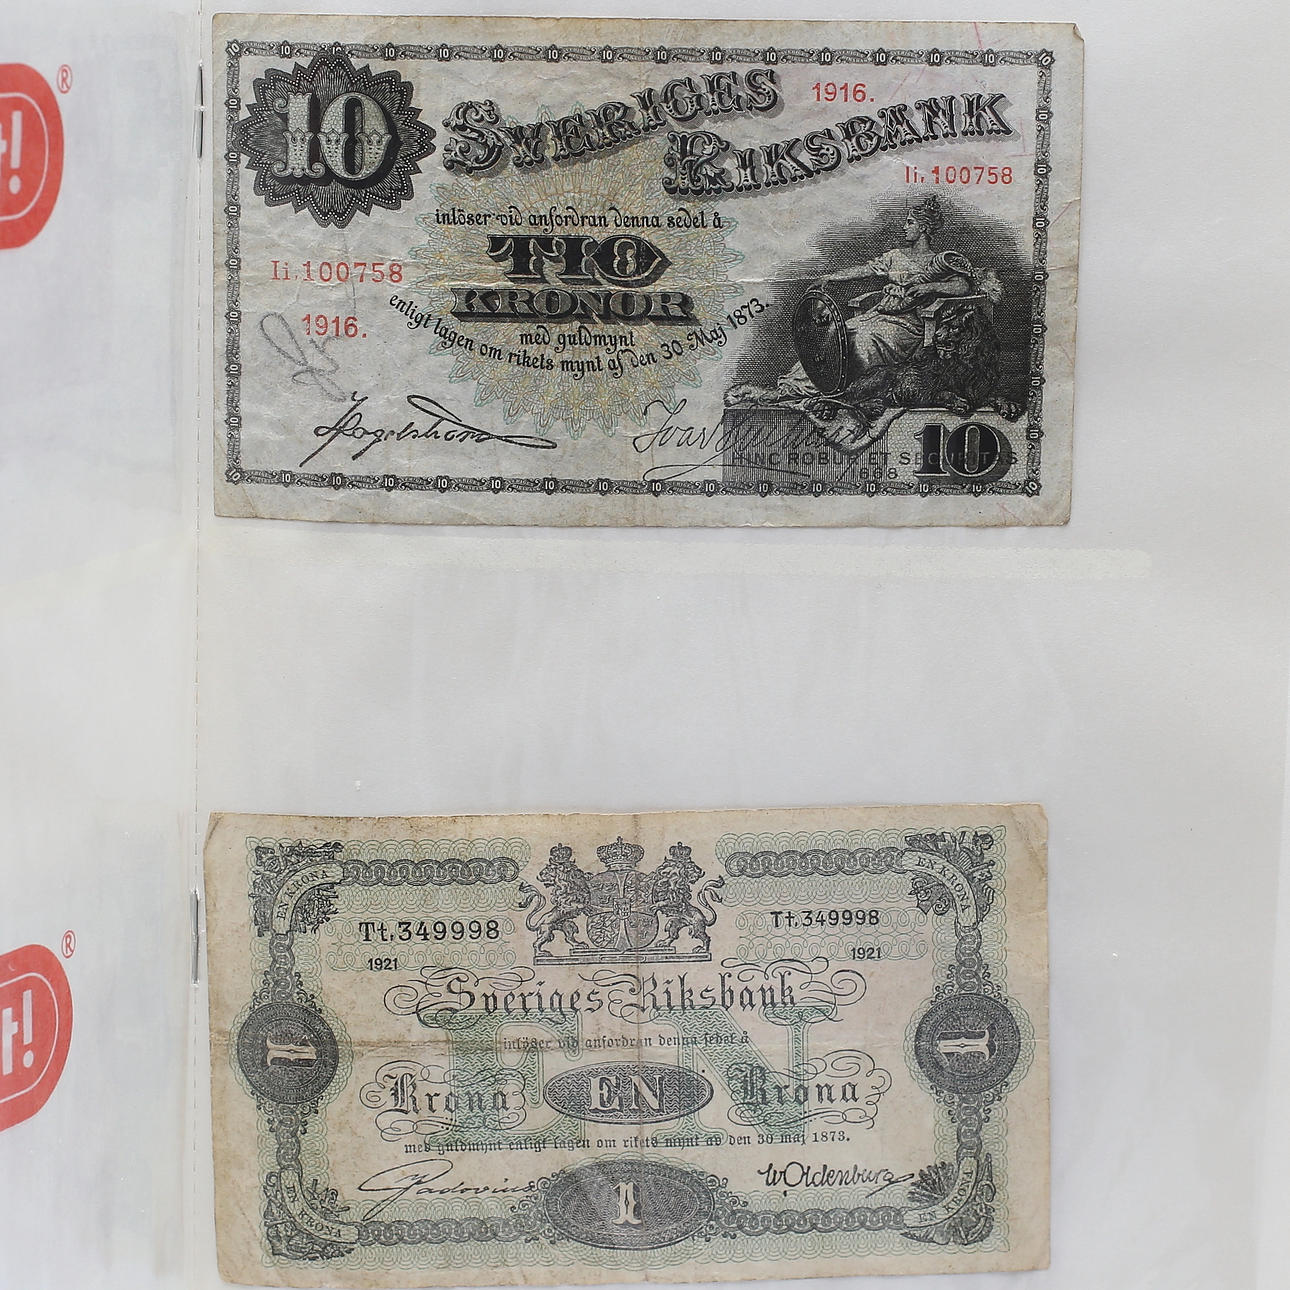 10
SVERIGES
RIKSBANK
1916.
Ii. 100758
inlöser vid anfordran denna sedel å
TIO
KRONOR
med guldmynt
enligt lagen om rikets mynt af den 30 Maj 1873.
Ii. 100758
1916.
HINC ROBUR ET SECURITAS
1668
10
t!®
EN KRONA
EN KRONA
Tt. 349998
Tt. 349998
1921
1921
Sveriges Riksbank
inlöser vid anfordran denna sedel å
EN
Krona EN Krona
med guldmynt enligt lagen om rikets mynt av den 30 maj 1873.
1
1
WOldenburg
1
EN KRONA
EN KRONA
t!®